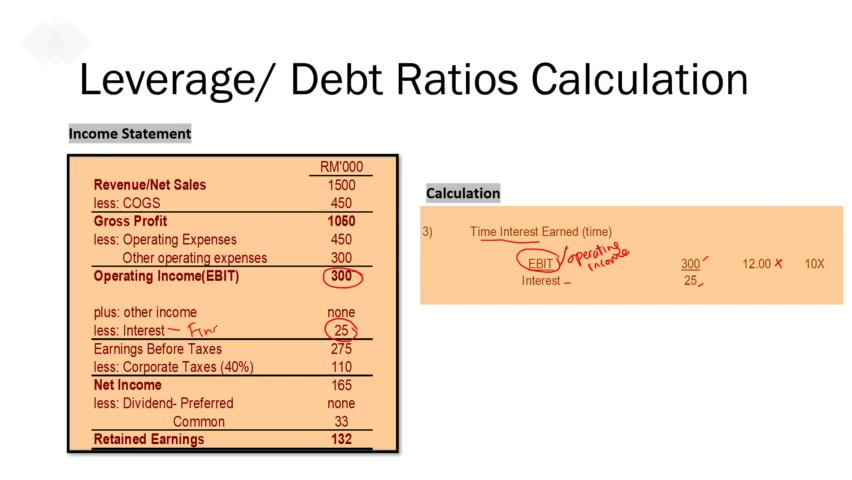 Leverage/ Debt Ratios Calculation
Income Statement
RM'000
Revenue/Net Sales 1500
less: COGS 450
Gross Profit 1050
less: Operating Expenses 450
Other operating expenses 300
Operating Income(EBIT) 300
plus: other income none
less: Interest – Finc 25
Earnings Before Taxes 275
less: Corporate Taxes (40%) 110
Net Income 165
less: Dividend- Preferred none
Common 33
Retained Earnings 132
Calculation
3) Time Interest Earned (time)
EBIT / operating income 300 12.00 x 10X
Interest 25